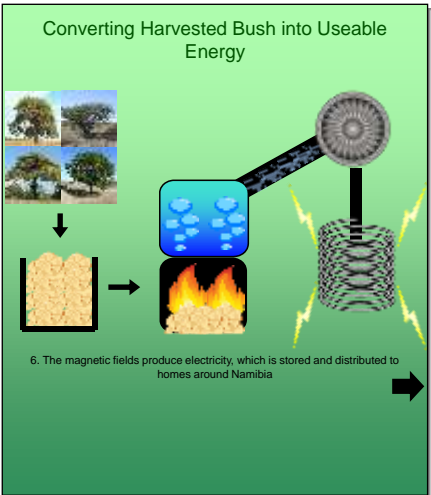 Converting Harvested Bush into Useable
Energy
6. The magnetic fields produce electricity, which is stored and distributed to
homes around Namibia